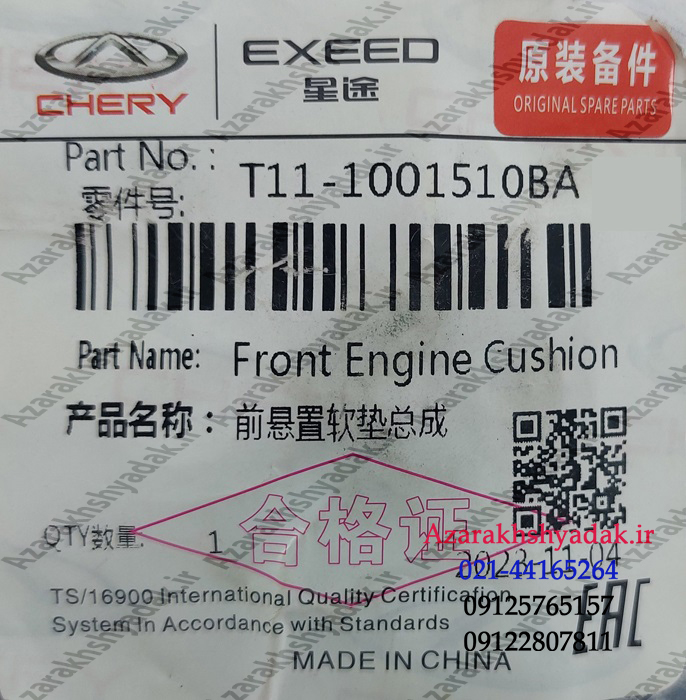 CHERY
EXEED
星途
原装备件
ORIGINAL SPARE PARTS
Part No.: T11-1001510BA
零件号:
Part Name: Front Engine Cushion
产品名称： 前悬置软垫总成
合格证
QTY数量: 1
Azarakhshyadak.ir
2022.11.04
021-44165264
TS/16900 International Quality Certification
09125765157
EAC
System In Accordance with Standards
09122807811
MADE IN CHINA